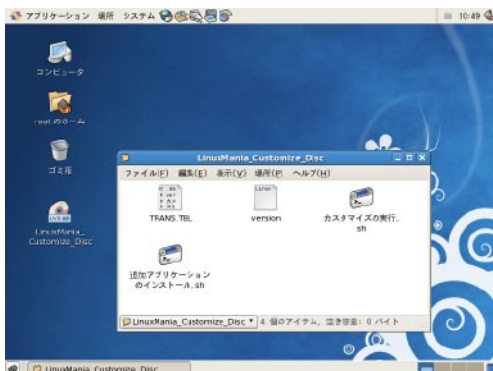 アプリケーション 場所 システム 10:49
コンピュータ
root のホーム
ゴミ箱
LinuxMania_
Customize_Disc
LinuxMania_Customize_Disc
ファイル(F) 編集(E) 表示(V) 場所(P) ヘルプ(H)
TRANS.TBL
version
カスタマイズの実行.
sh
追加アプリケーション
のインストール.sh
LinuxMania_Customize_Disc 4 個のアイテム、空き容量: 0 バイト
LinuxMania_Customize_Disc